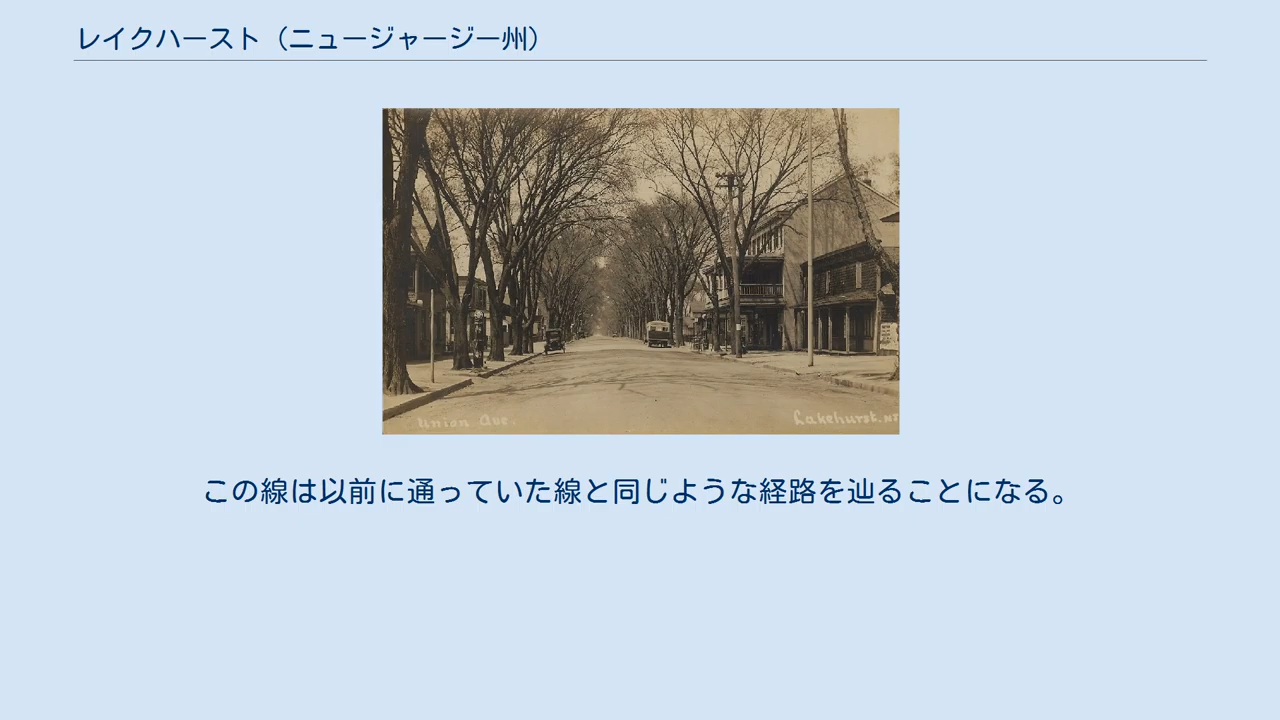 レイクハースト（ニュージャージー州）
Union Ave.
Lakehurst. NJ
この線は以前に通っていた線と同じような経路を辿ることになる。